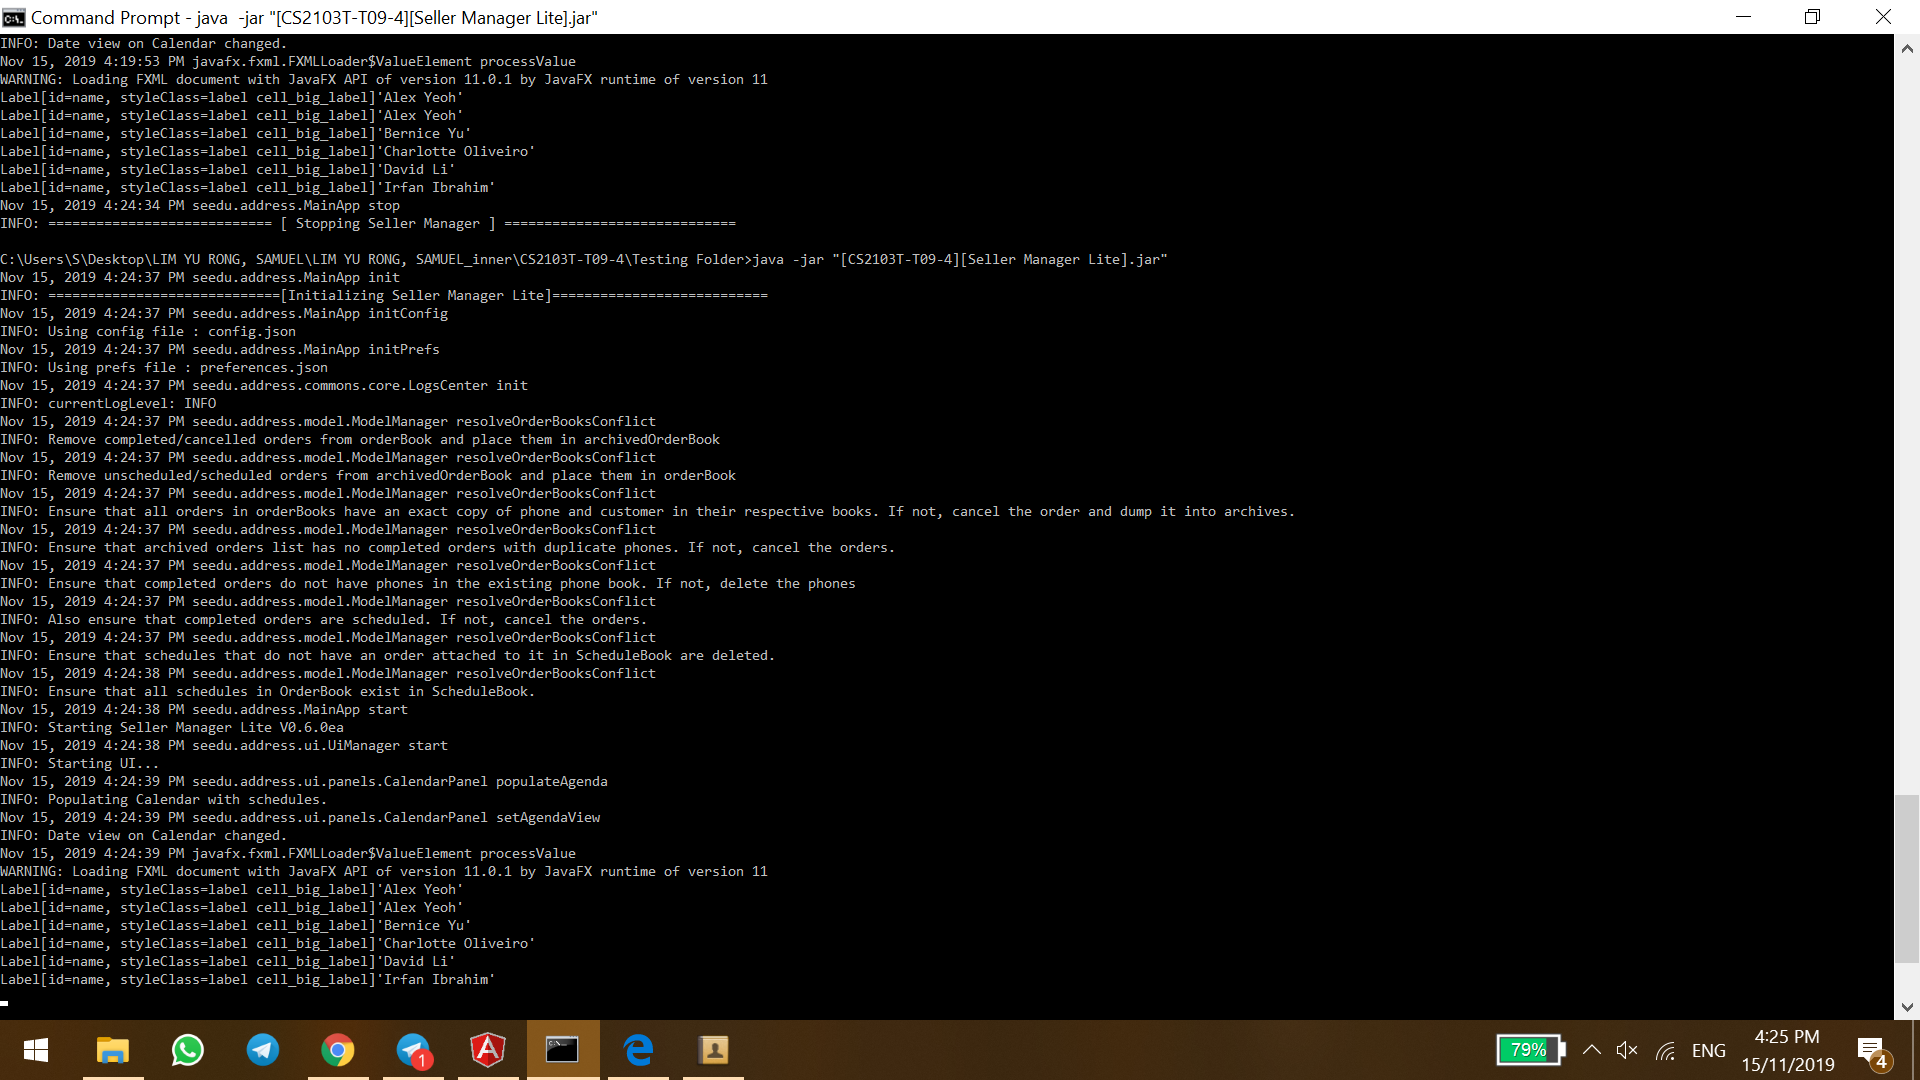 Command Prompt - java  -jar "[CS2103T-T09-4][Seller Manager Lite].jar"
INFO: Date view on Calendar changed.
Nov 15, 2019 4:19:53 PM javafx.fxml.FXMLLoader$ValueElement processValue
WARNING: Loading FXML document with JavaFX API of version 11.0.1 by JavaFX runtime of version 11
Label[id=name, styleClass=label cell_big_label]'Alex Yeoh'
Label[id=name, styleClass=label cell_big_label]'Alex Yeoh'
Label[id=name, styleClass=label cell_big_label]'Bernice Yu'
Label[id=name, styleClass=label cell_big_label]'Charlotte Oliveiro'
Label[id=name, styleClass=label cell_big_label]'David Li'
Label[id=name, styleClass=label cell_big_label]'Irfan Ibrahim'
Nov 15, 2019 4:24:34 PM seedu.address.MainApp stop
INFO: ============================ [ Stopping Seller Manager ] =============================
C:\Users\S\Desktop\LIM YU RONG, SAMUEL\LIM YU RONG, SAMUEL_inner\CS2103T-T09-4\Testing Folder>java -jar "[CS2103T-T09-4][Seller Manager Lite].jar"
Nov 15, 2019 4:24:37 PM seedu.address.MainApp init
INFO: =============================[Initializing Seller Manager Lite]===========================
Nov 15, 2019 4:24:37 PM seedu.address.MainApp initConfig
INFO: Using config file : config.json
Nov 15, 2019 4:24:37 PM seedu.address.MainApp initPrefs
INFO: Using prefs file : preferences.json
Nov 15, 2019 4:24:37 PM seedu.address.commons.core.LogsCenter init
INFO: currentLogLevel: INFO
Nov 15, 2019 4:24:37 PM seedu.address.model.ModelManager resolveOrderBooksConflict
INFO: Remove completed/cancelled orders from orderBook and place them in archivedOrderBook
Nov 15, 2019 4:24:37 PM seedu.address.model.ModelManager resolveOrderBooksConflict
INFO: Remove unscheduled/scheduled orders from archivedOrderBook and place them in orderBook
Nov 15, 2019 4:24:37 PM seedu.address.model.ModelManager resolveOrderBooksConflict
INFO: Ensure that all orders in orderBooks have an exact copy of phone and customer in their respective books. If not, cancel the order and dump it into archives.
Nov 15, 2019 4:24:37 PM seedu.address.model.ModelManager resolveOrderBooksConflict
INFO: Ensure that archived orders list has no completed orders with duplicate phones. If not, cancel the orders.
Nov 15, 2019 4:24:37 PM seedu.address.model.ModelManager resolveOrderBooksConflict
INFO: Ensure that completed orders do not have phones in the existing phone book. If not, delete the phones
Nov 15, 2019 4:24:37 PM seedu.address.model.ModelManager resolveOrderBooksConflict
INFO: Also ensure that completed orders are scheduled. If not, cancel the orders.
Nov 15, 2019 4:24:37 PM seedu.address.model.ModelManager resolveOrderBooksConflict
INFO: Ensure that schedules that do not have an order attached to it in ScheduleBook are deleted.
Nov 15, 2019 4:24:38 PM seedu.address.model.ModelManager resolveOrderBooksConflict
INFO: Ensure that all schedules in OrderBook exist in ScheduleBook.
Nov 15, 2019 4:24:38 PM seedu.address.MainApp start
INFO: Starting Seller Manager Lite V0.6.0ea
Nov 15, 2019 4:24:38 PM seedu.address.ui.UiManager start
INFO: Starting UI...
Nov 15, 2019 4:24:39 PM seedu.address.ui.panels.CalendarPanel populateAgenda
INFO: Populating Calendar with schedules.
Nov 15, 2019 4:24:39 PM seedu.address.ui.panels.CalendarPanel setAgendaView
INFO: Date view on Calendar changed.
Nov 15, 2019 4:24:39 PM javafx.fxml.FXMLLoader$ValueElement processValue
WARNING: Loading FXML document with JavaFX API of version 11.0.1 by JavaFX runtime of version 11
Label[id=name, styleClass=label cell_big_label]'Alex Yeoh'
Label[id=name, styleClass=label cell_big_label]'Alex Yeoh'
Label[id=name, styleClass=label cell_big_label]'Bernice Yu'
Label[id=name, styleClass=label cell_big_label]'Charlotte Oliveiro'
Label[id=name, styleClass=label cell_big_label]'David Li'
Label[id=name, styleClass=label cell_big_label]'Irfan Ibrahim'
1
79%
ENG
4:25 PM
15/11/2019
4